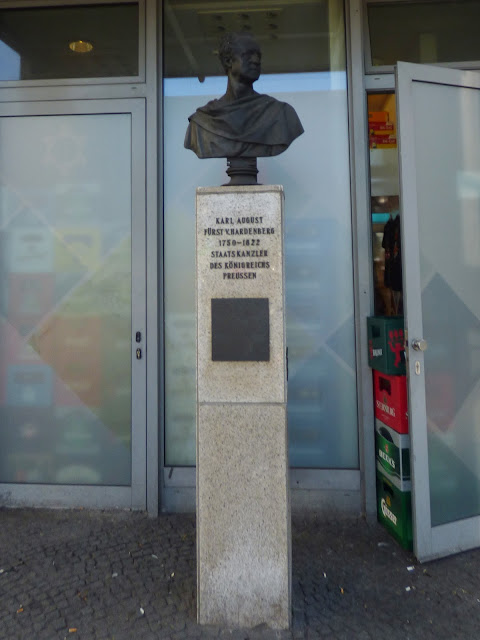 KARL AUGUST
FÜRST V. HARDENBERG
1750–1822
STAATSKANZLER
DES KÖNIGREICHS
PREUSSEN